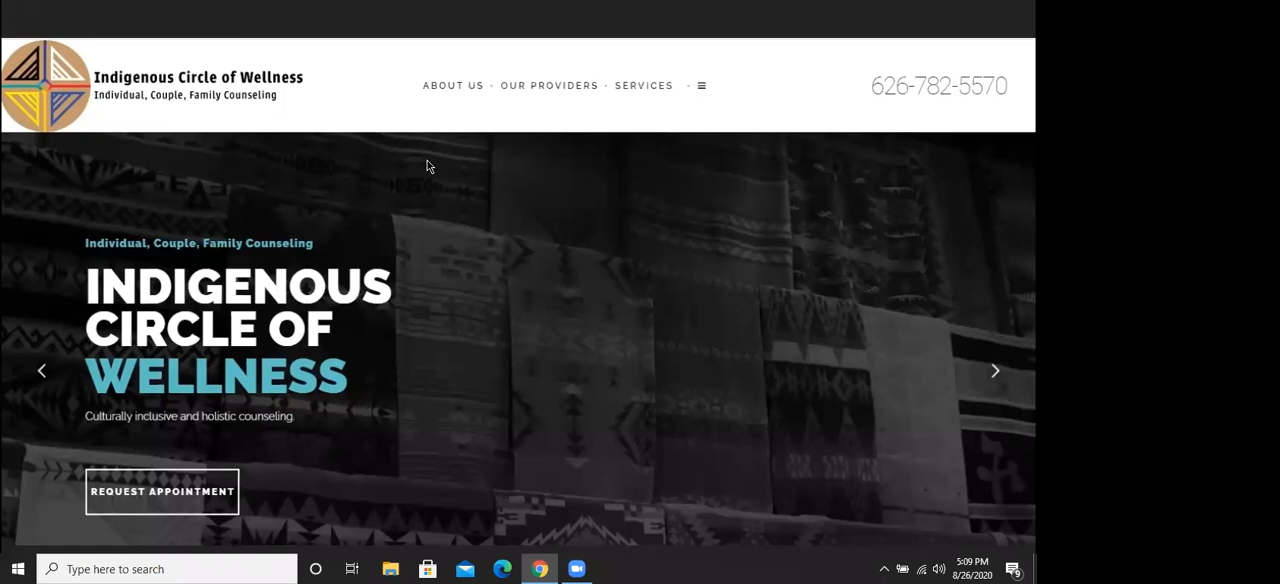 Indigenous Circle of Wellness
Individual, Couple, Family Counseling
ABOUT US · OUR PROVIDERS · SERVICES ·
626-782-5570
Individual, Couple, Family Counseling
INDIGENOUS
CIRCLE OF
WELLNESS
Culturally inclusive and holistic counseling.
REQUEST APPOINTMENT
Type here to search
5:09 PM
8/26/2020
9